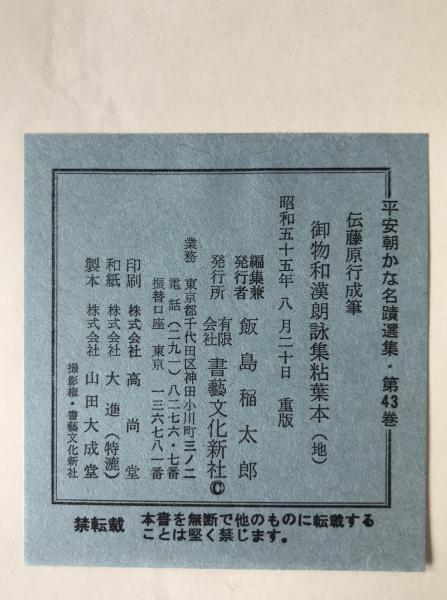 平安朝かな名蹟選集・第43巻
伝藤原行成筆
御物和漢朗詠集粘葉本（地）
昭和五十五年八月二十日　重版
編集兼発行者　飯島稲太郎
発行所　有限会社　書藝文化新社©
業務　東京都千代田区神田小川町三ノ二
電話（二九一）八二七六・七番
振替口座　東京　一三六七八一番
印刷　株式会社　高尚堂
和紙　株式会社　大進（特漉）
製本　株式会社　山田大成堂
撮影権・書藝文化新社
禁転載　本書を無断で他のものに転載する
ことは堅く禁じます。